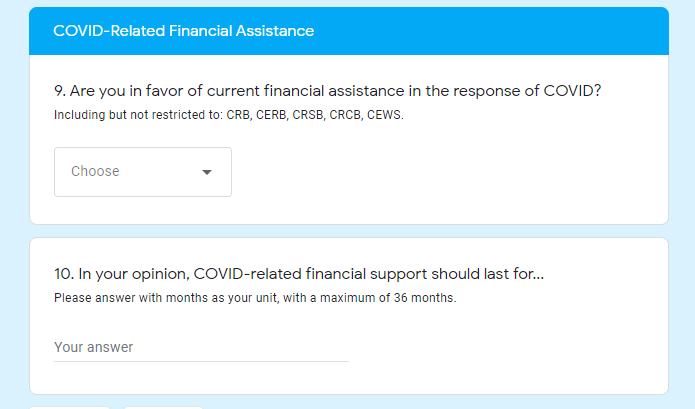 COVID-Related Financial Assistance
9. Are you in favor of current financial assistance in the response of COVID?
Including but not restricted to: CRB, CERB, CRSB, CRCB, CEWS.
Choose
10. In your opinion, COVID-related financial support should last for...
Please answer with months as your unit, with a maximum of 36 months.
Your answer